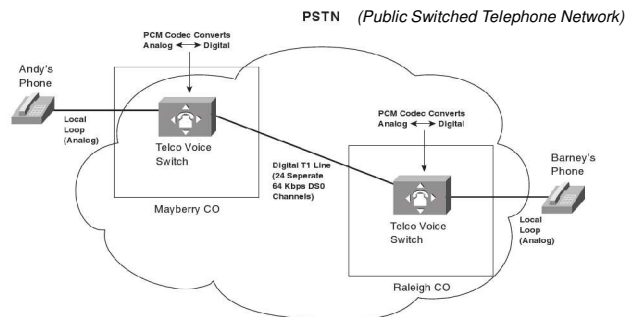 PSTN (Public Switched Telephone Network)
PCM Codec Converts
Analog Digital
Andy's
Phone
Local
Loop
(Analog)
Telco Voice
Switch
Mayberry CO
Digital T1 Line
(24 Seperate
64 Kbps DS0
Channels)
PCM Codec Converts
Analog Digital
Barney's
Phone
Telco Voice
Switch
Local
Loop
(Analog)
Raleigh CO